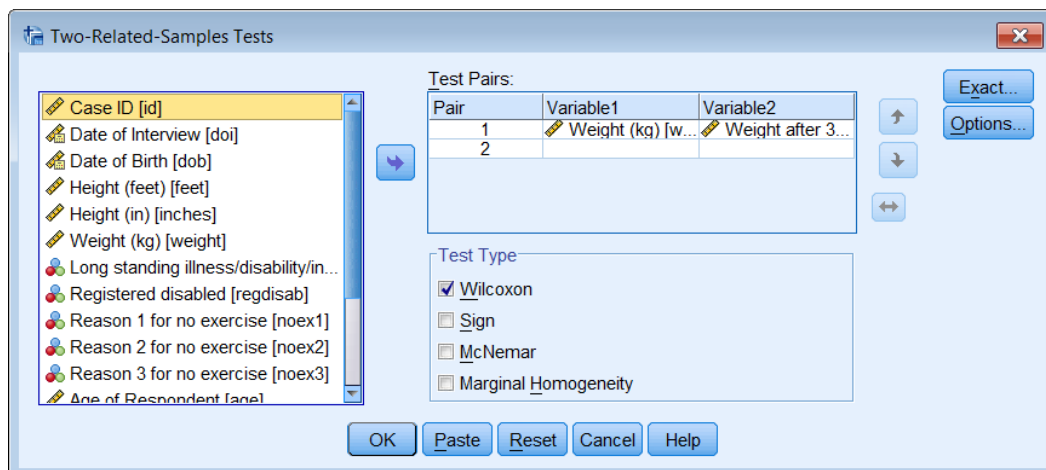 Two-Related-Samples Tests
Case ID [id]
Date of Interview [doi]
Date of Birth [dob]
Height (feet) [feet]
Height (in) [inches]
Weight (kg) [weight]
Long standing illness/disability/in...
Registered disabled [regdisab]
Reason 1 for no exercise [noex1]
Reason 2 for no exercise [noex2]
Reason 3 for no exercise [noex3]
Age of Respondent [age]
Test Pairs:
Pair Variable1 Variable2
1 Weight (kg) [w... Weight after 3...
2
Exact...
Options...
Test Type
Wilcoxon
Sign
McNemar
Marginal Homogeneity
OK Paste Reset Cancel Help